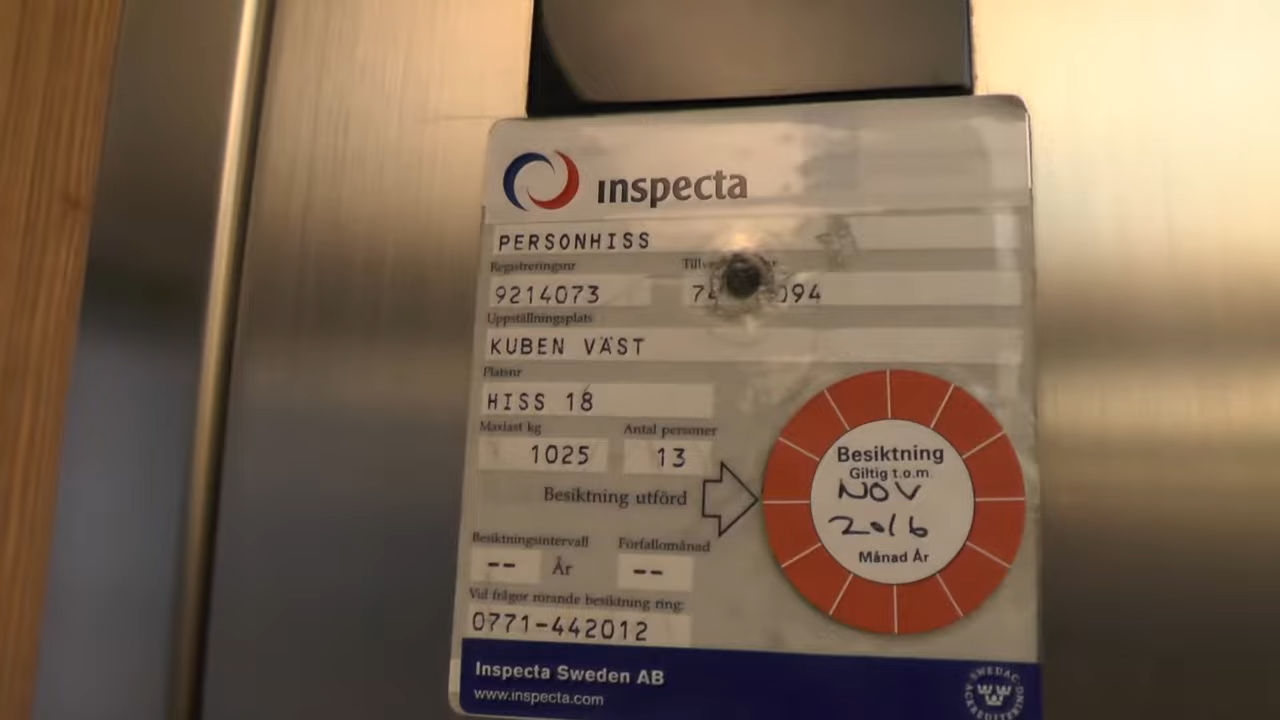 inspecta
PERSONHISS
Registreringsnr
9214073
Uppställningsplats
KUBEN VÄST
Platsnr
HISS 18
Maxlast kg Antal personer
1025 13
Besiktning utförd
Besiktning
Giltig t.o.m.
NOV
2016
Månad År
Besiktningsintervall Förfallomånad
-- År --
Vid frågor rörande besiktning ring:
0771-442012
Inspecta Sweden AB
www.inspecta.com
SWEDAC
ACKREDITERING